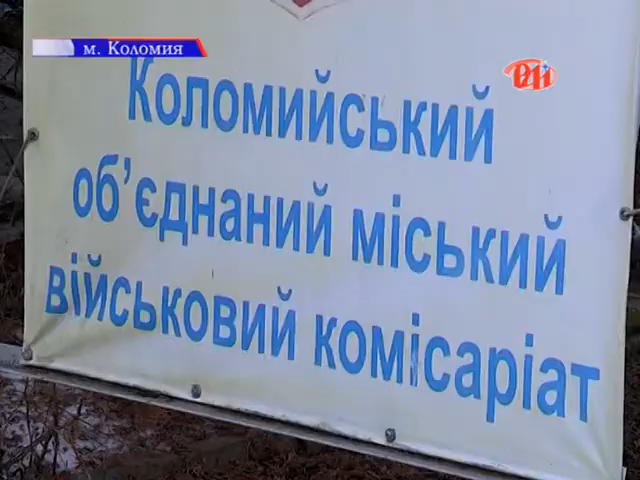 м. Коломия
Коломийський
об'єднаний міський
військовий комісаріат